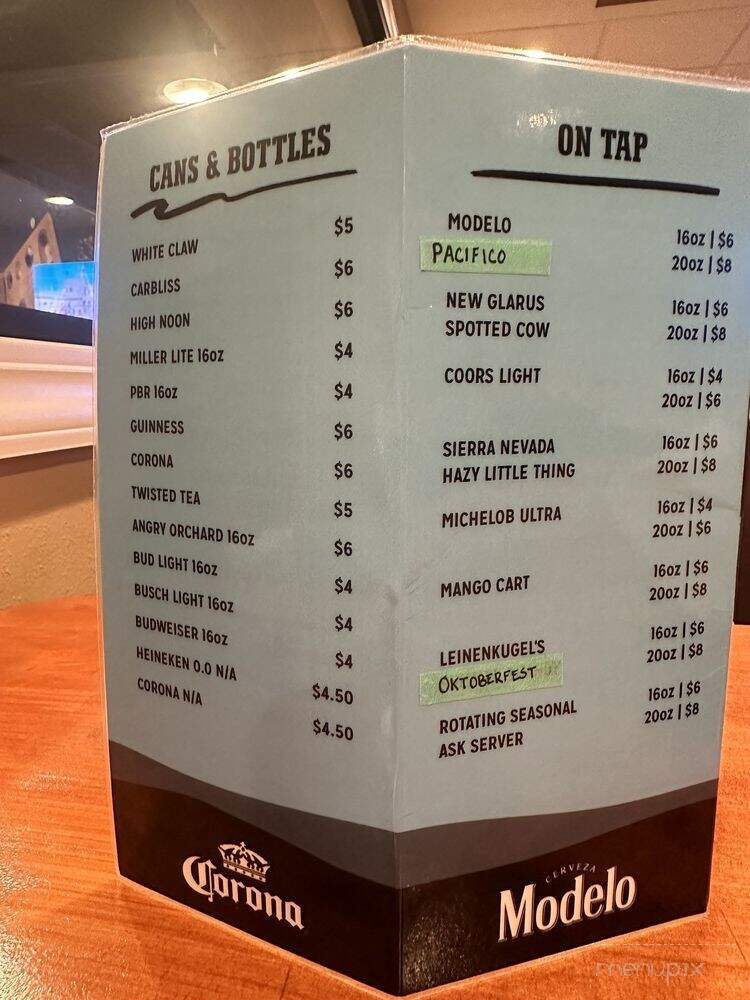 CANS & BOTTLES
WHITE CLAW $5
CARBLISS $6
HIGH NOON $6
MILLER LITE 16oz $4
PBR 16oz $4
GUINNESS $6
CORONA $6
TWISTED TEA $5
ANGRY ORCHARD 16oz $6
BUD LIGHT 16oz $4
BUSCH LIGHT 16oz $4
BUDWEISER 16oz $4
HEINEKEN 0.0 N/A $4.50
CORONA N/A $4.50
Corona
ON TAP
MODELO 16oz | $6
PACIFICO 20oz | $8
NEW GLARUS 16oz | $6
SPOTTED COW 20oz | $8
COORS LIGHT 16oz | $4
20oz | $6
SIERRA NEVADA 16oz | $6
HAZY LITTLE THING 20oz | $8
MICHELOB ULTRA 16oz | $4
20oz | $6
MANGO CART 16oz | $6
20oz | $8
LEINENKUGEL'S 16oz | $6
OKTOBERFEST 20oz | $8
ROTATING SEASONAL 16oz | $6
ASK SERVER 20oz | $8
CERVEZA
Modelo
menupix